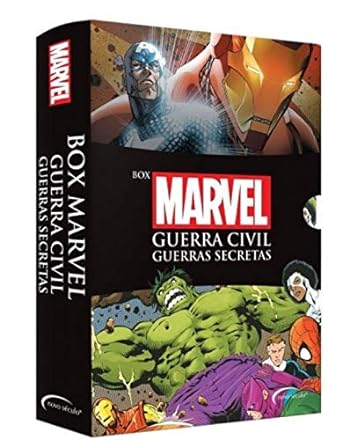 MARVEL
BOX MARVEL
GUERRA CIVIL
GUERRAS SECRETAS
novo século®
BOX
MARVEL
GUERRA CIVIL
GUERRAS SECRETAS